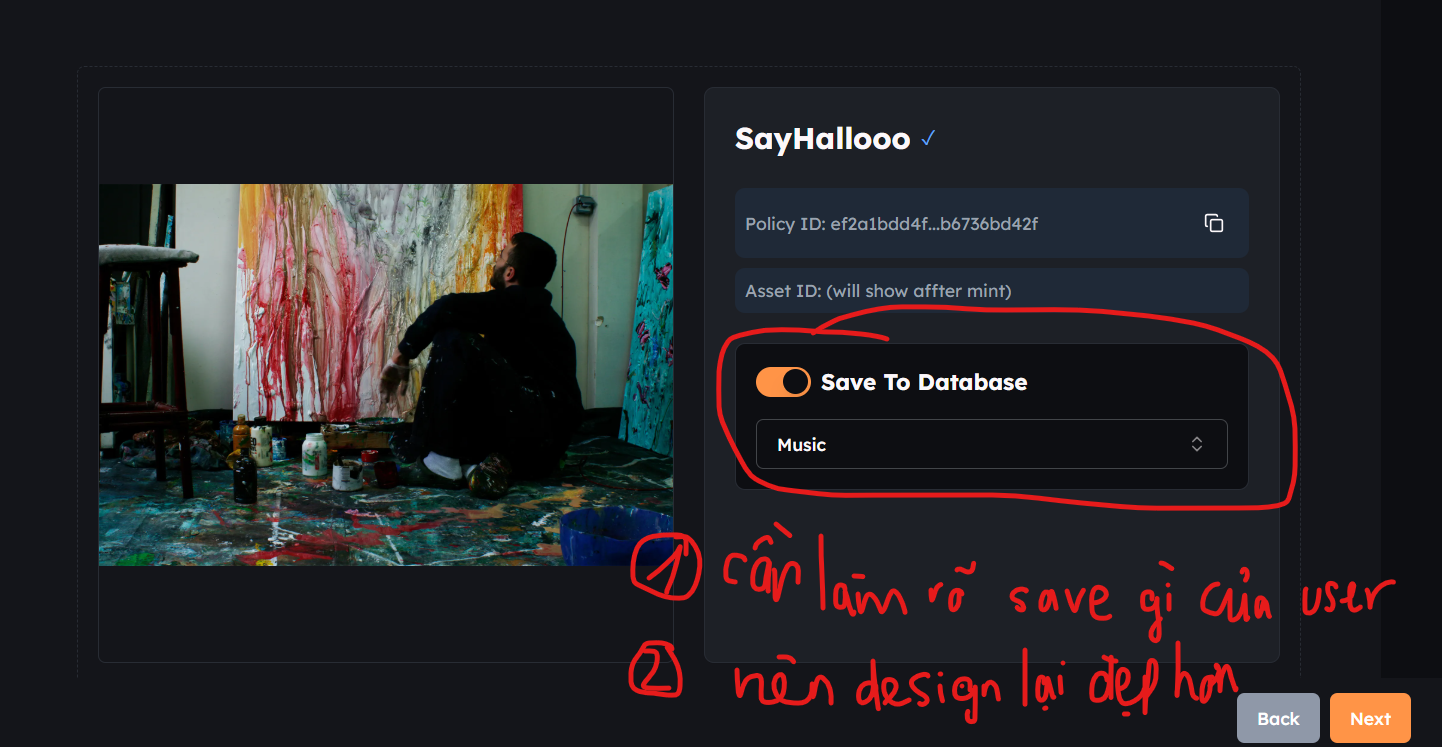 SayHallooo
Policy ID: ef2a1bdd4f...b6736bd42f
Asset ID: (will show affter mint)
Save To Database
Music
1 cần làm rõ save gì của user
2 nên design lại đẹp hơn
Back
Next